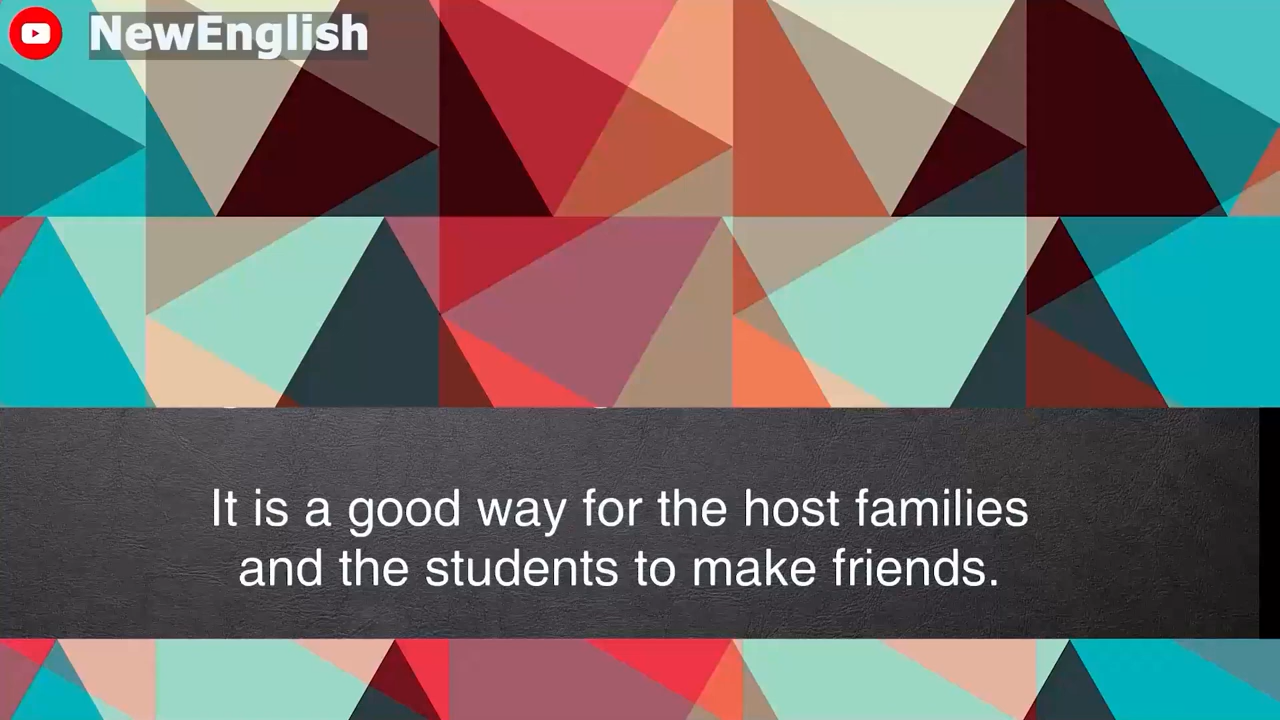 NewEnglish
It is a good way for the host families
and the students to make friends.